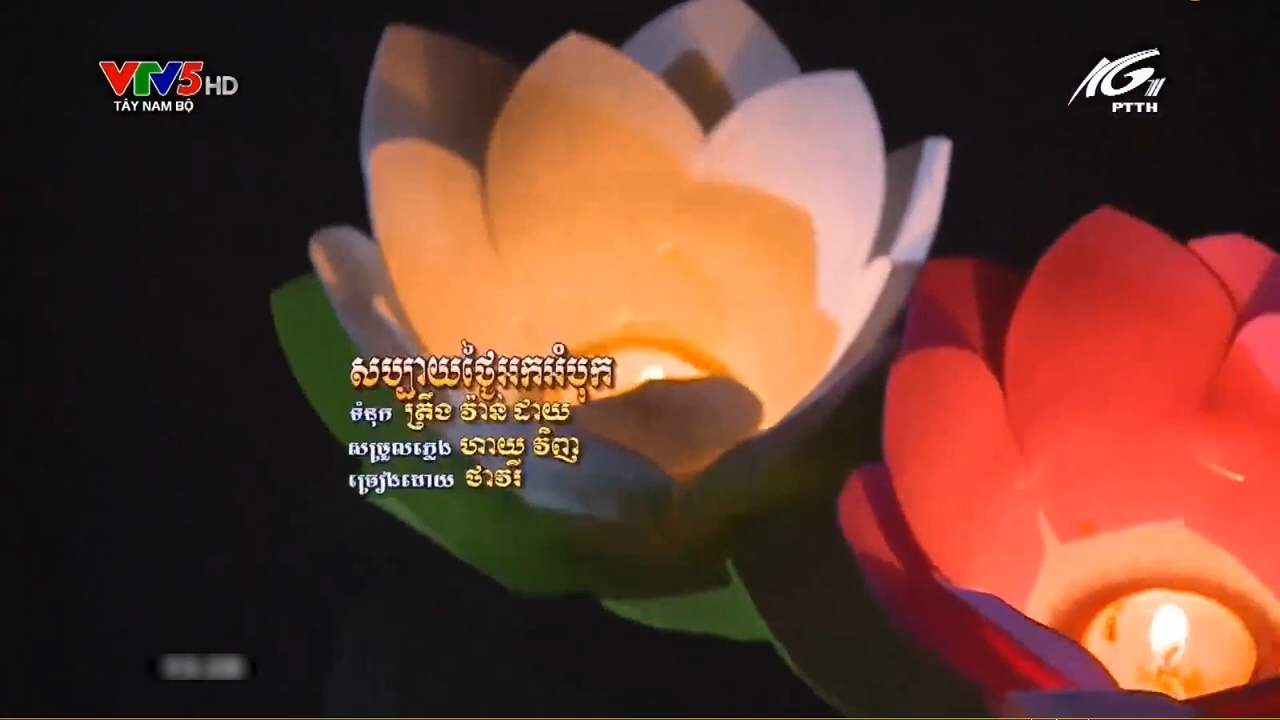 VTV5 HD
TÂY NAM BỘ
PTTH
សប្បាយថ្ងៃអកអំបុក
ទំនុក ត្រឹង វ៉ាន់ ដាយ
សម្រួលភ្លេង ហាយ វិញ
ច្រៀងដោយ ថាវរី